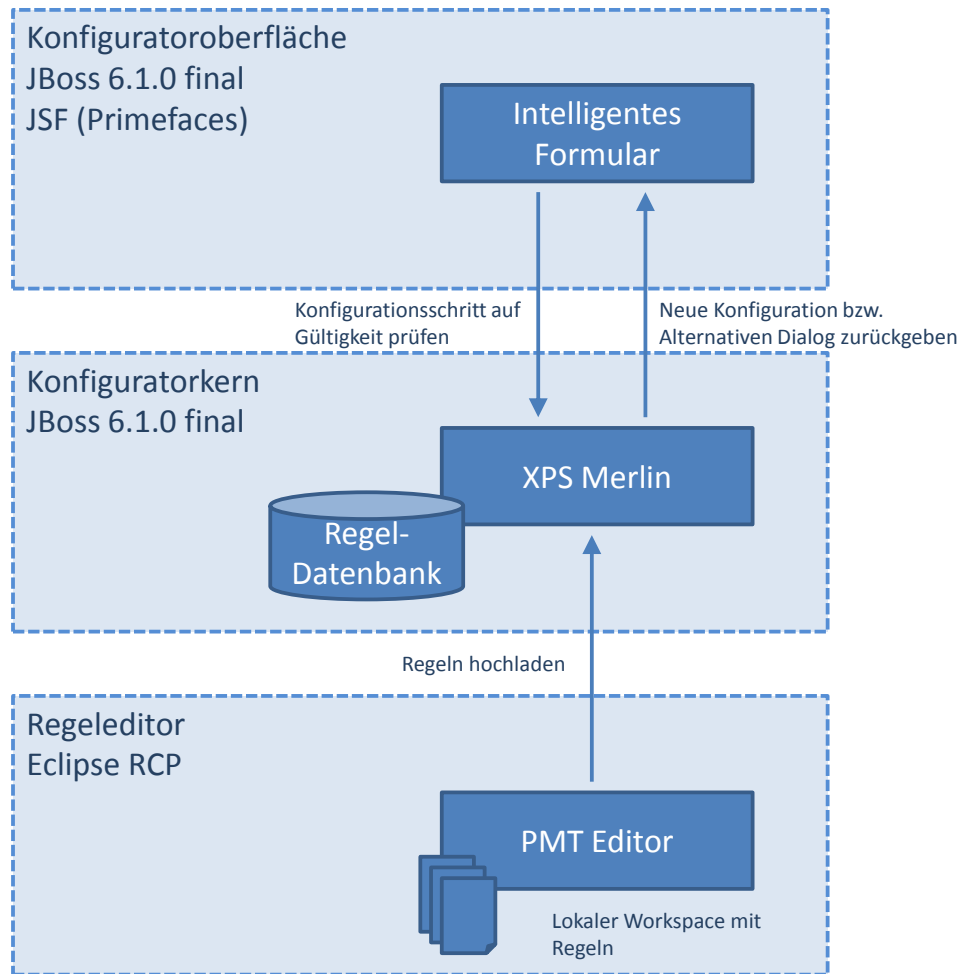 Konfiguratoroberfläche
JBoss 6.1.0 final
JSF (Primefaces)
Intelligentes
Formular
Konfigurationsschritt auf
Gültigkeit prüfen
Neue Konfiguration bzw.
Alternativen Dialog zurückgeben
Konfiguratorkern
JBoss 6.1.0 final
XPS Merlin
Regel-
Datenbank
Regeln hochladen
Regeleditor
Eclipse RCP
PMT Editor
Lokaler Workspace mit
Regeln